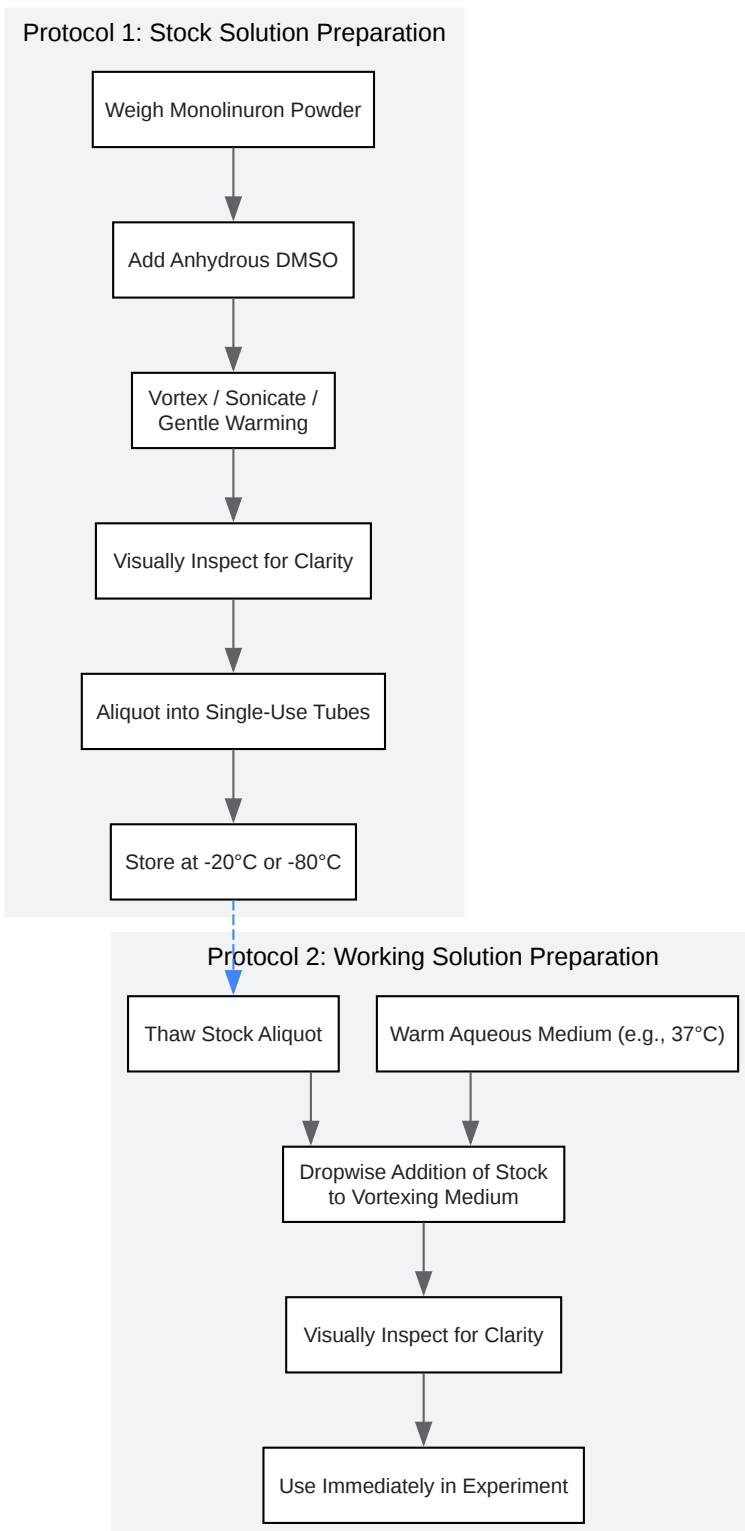 Protocol 1: Stock Solution Preparation
Weigh Monolinuron Powder
Add Anhydrous DMSO
Vortex / Sonicate /
Gentle Warming
Visually Inspect for Clarity
Aliquot into Single-Use Tubes
Store at -20°C or -80°C
Protocol 2: Working Solution Preparation
Thaw Stock Aliquot
Warm Aqueous Medium (e.g., 37°C)
Dropwise Addition of Stock
to Vortexing Medium
Visually Inspect for Clarity
Use Immediately in Experiment